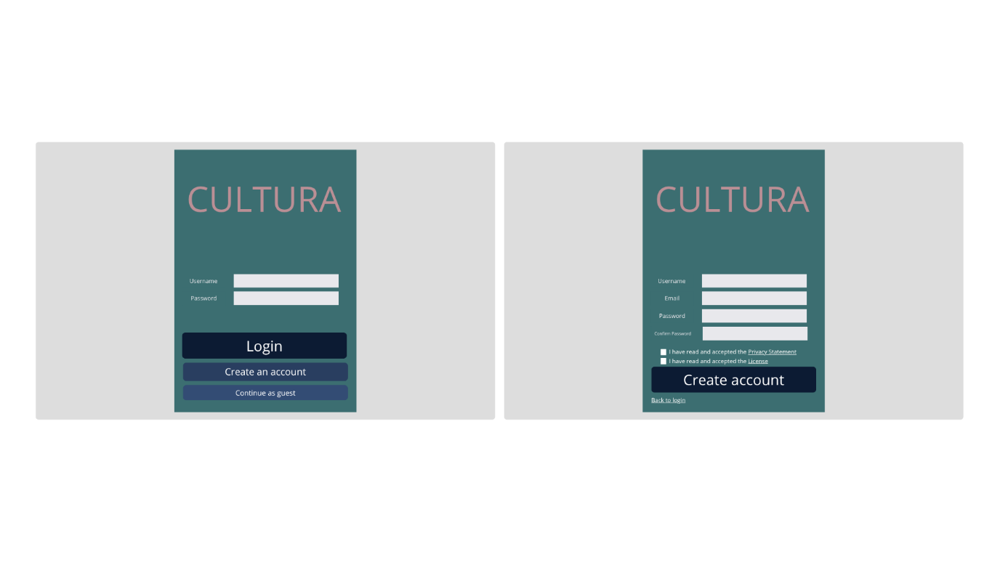 CULTURA
Username
Password
Login
Create an account
Continue as guest
CULTURA
Username
Email
Password
Confirm Password
I have read and accepted the Privacy Statement
I have read and accepted the License
Create account
Back to login